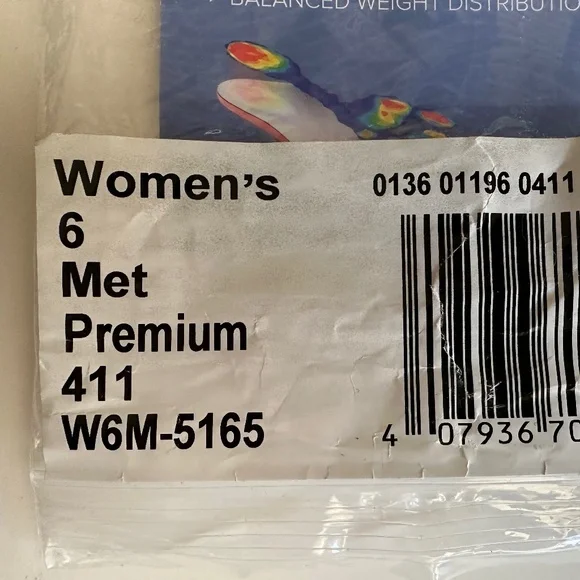 BALANCED WEIGHT DISTRIBUTIO
Women's
6
Met
Premium
411
W6M-5165
0136 01196 0411
4 07936 70